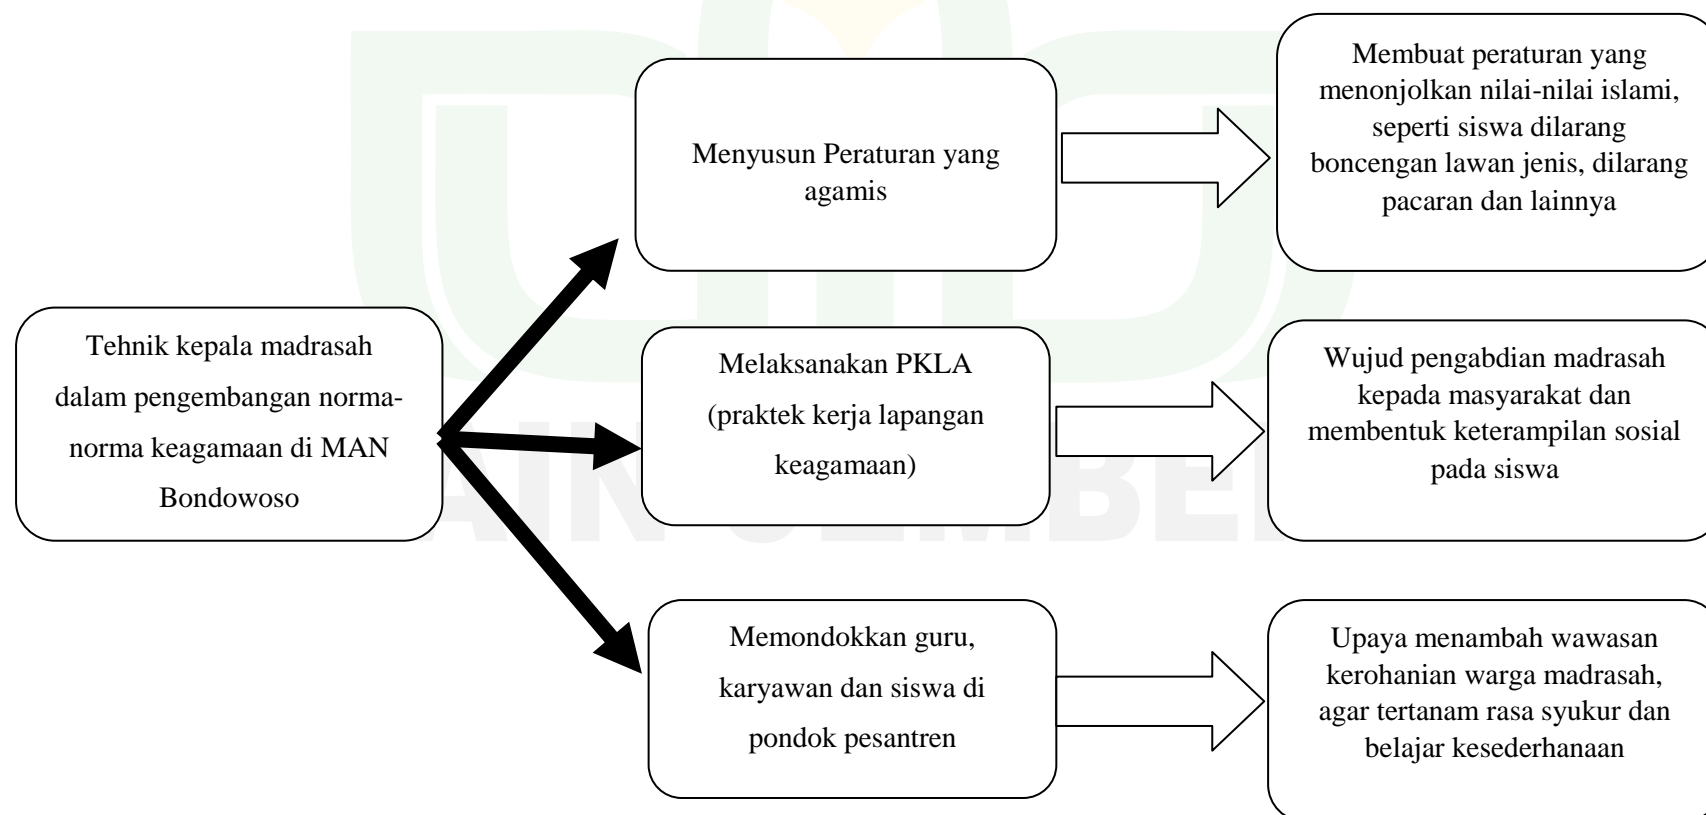 Membuat peraturan yang
menonjolkan nilai-nilai islami,
seperti siswa dilarang
boncengan lawan jenis, dilarang
pacaran dan lainnya
Menyusun Peraturan yang
agamis
Tehnik kepala madrasah
dalam pengembangan norma-
norma keagamaan di MAN
Bondowoso
Melaksanakan PKLA
(praktek kerja lapangan
keagamaan)
Wujud pengabdian madrasah
kepada masyarakat dan
membentuk keterampilan sosial
pada siswa
Memondokkan guru,
karyawan dan siswa di
pondok pesantren
Upaya menambah wawasan
kerohanian warga madrasah,
agar tertanam rasa syukur dan
belajar kesederhanaan